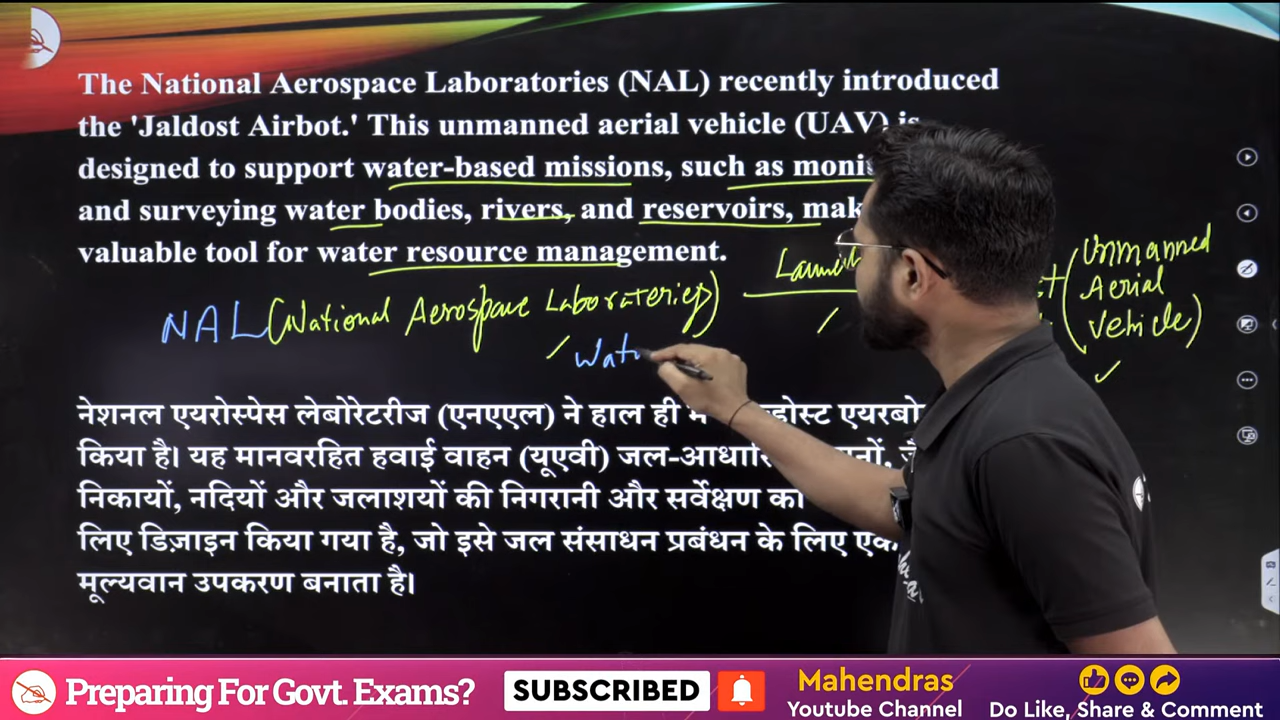 The National Aerospace Laboratories (NAL) recently introduced
the 'Jaldost Airbot.' This unmanned aerial vehicle (UAV) is
designed to support water-based missions, such as
and surveying water bodies, rivers, and reservoirs,
valuable tool for water resource management.
Unmanned
Aerial
Vehicle)
NAL (National Aerospace Laborateries)
नेशनल एयरोस्पेस लेबोरेटरीज (एनएएल) ने हाल ही
किया है। यह मानवरहित हवाई वाहन (यूएवी)
निकायों, नदियों और जलाशयों की निगरानी और सर्वेक्षण
लिए डिज़ाइन किया गया है, जो इसे जल संसाधन प्रबंधन के लिए एक
मूल्यवान उपकरण बनाता है।
Preparing For Govt. Exams?
SUBSCRIBED
Mahendras
Youtube Channel
Do Like, Share & Comment